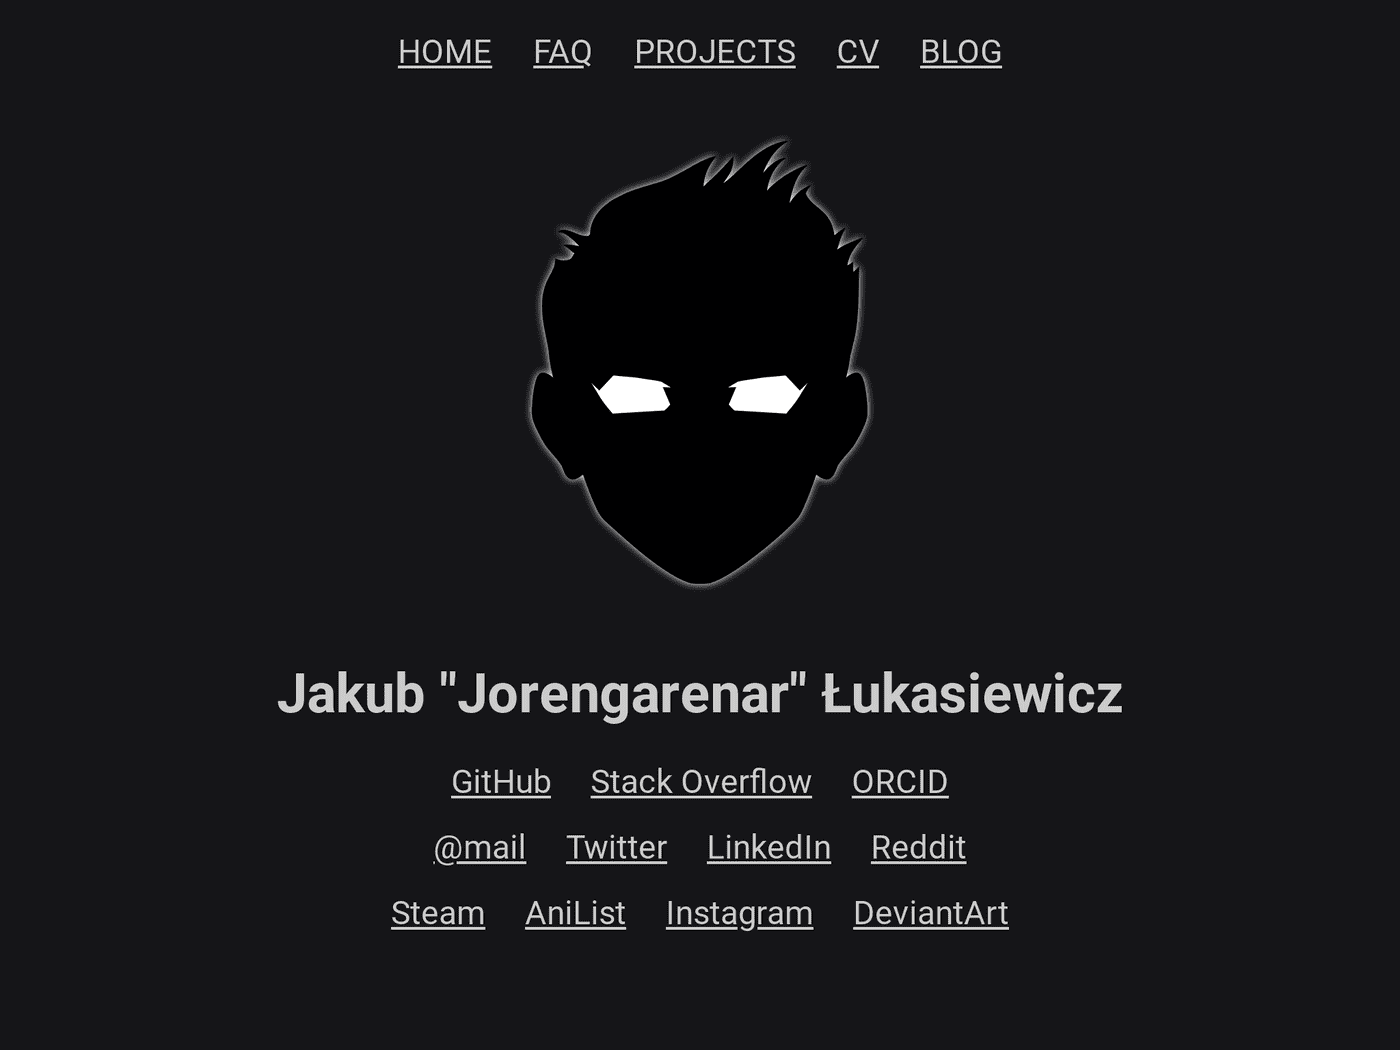 HOME FAQ PROJECTS CV BLOG
Jakub "Jorengarenar" Łukasiewicz
GitHub Stack Overflow ORCID
@mail Twitter LinkedIn Reddit
Steam AniList Instagram DeviantArt